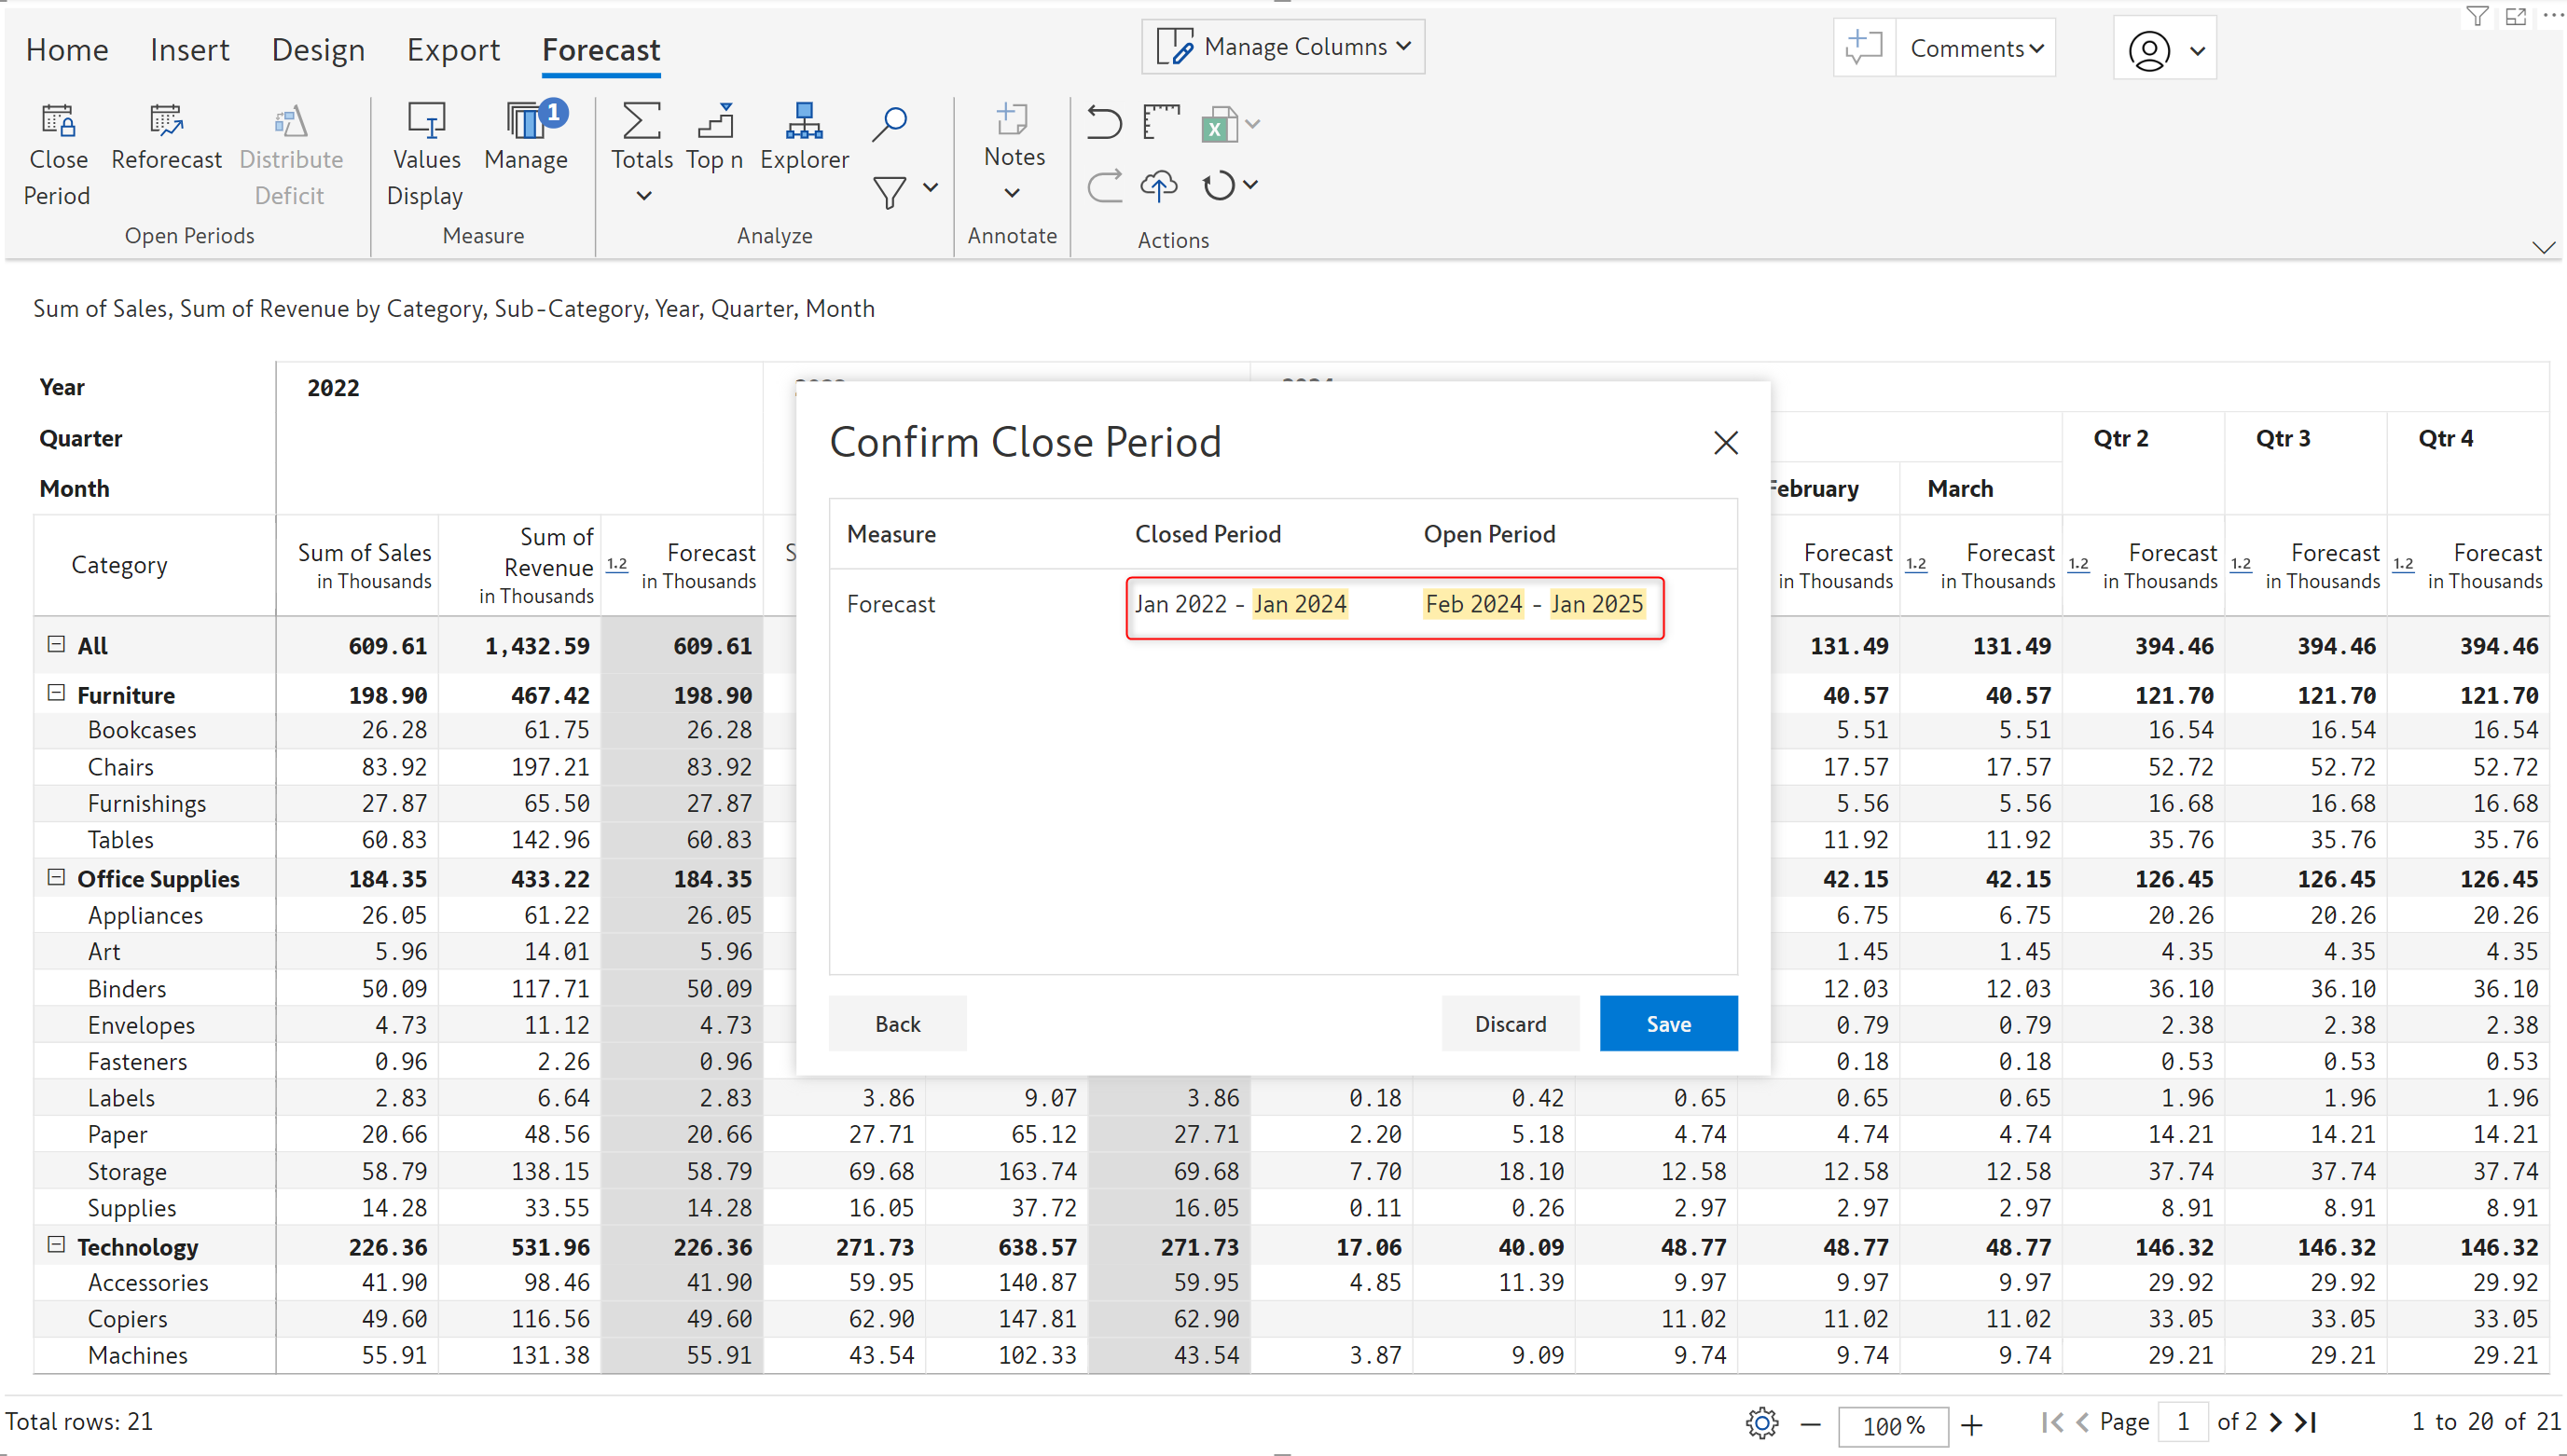 Home Insert Design Export Forecast Manage Columns Comments
Close Period Reforecast Distribute Deficit Values Display Manage 1 Totals Top n Explorer Notes
Open Periods Measure Analyze Annotate Actions
Sum of Sales, Sum of Revenue by Category, Sub-Category, Year, Quarter, Month
Year 2022
Quarter Qtr 2 Qtr 3 Qtr 4
Month February March
Category Sum of Sales in Thousands Sum of Revenue in Thousands 1.2 Forecast in Thousands S Forecast in Thousands 1.2 Forecast in Thousands 1.2 Forecast in Thousands 1.2 Forecast in Thousands 1.2 Forecast in Thousands
Confirm Close Period
Measure Closed Period Open Period
Forecast Jan 2022 - Jan 2024 Feb 2024 - Jan 2025
Back Discard Save
All 609.61 1,432.59 609.61 131.49 131.49 394.46 394.46 394.46
Furniture 198.90 467.42 198.90 40.57 40.57 121.70 121.70 121.70
Bookcases 26.28 61.75 26.28 5.51 5.51 16.54 16.54 16.54
Chairs 83.92 197.21 83.92 17.57 17.57 52.72 52.72 52.72
Furnishings 27.87 65.50 27.87 5.56 5.56 16.68 16.68 16.68
Tables 60.83 142.96 60.83 11.92 11.92 35.76 35.76 35.76
Office Supplies 184.35 433.22 184.35 42.15 42.15 126.45 126.45 126.45
Appliances 26.05 61.22 26.05 6.75 6.75 20.26 20.26 20.26
Art 5.96 14.01 5.96 1.45 1.45 4.35 4.35 4.35
Binders 50.09 117.71 50.09 12.03 12.03 36.10 36.10 36.10
Envelopes 4.73 11.12 4.73 0.79 0.79 2.38 2.38 2.38
Fasteners 0.96 2.26 0.96 0.18 0.18 0.53 0.53 0.53
Labels 2.83 6.64 2.83 3.86 9.07 3.86 0.18 0.42 0.65 0.65 0.65 1.96 1.96 1.96
Paper 20.66 48.56 20.66 27.71 65.12 27.71 2.20 5.18 4.74 4.74 4.74 14.21 14.21 14.21
Storage 58.79 138.15 58.79 69.68 163.74 69.68 7.70 18.10 12.58 12.58 12.58 37.74 37.74 37.74
Supplies 14.28 33.55 14.28 16.05 37.72 16.05 0.11 0.26 2.97 2.97 2.97 8.91 8.91 8.91
Technology 226.36 531.96 226.36 271.73 638.57 271.73 17.06 40.09 48.77 48.77 48.77 146.32 146.32 146.32
Accessories 41.90 98.46 41.90 59.95 140.87 59.95 4.85 11.39 9.97 9.97 9.97 29.92 29.92 29.92
Copiers 49.60 116.56 49.60 62.90 147.81 62.90 11.02 11.02 11.02 33.05 33.05 33.05
Machines 55.91 131.38 55.91 43.54 102.33 43.54 3.87 9.09 9.74 9.74 9.74 29.21 29.21 29.21
Total rows: 21 100 % Page 1 of 2 1 to 20 of 21